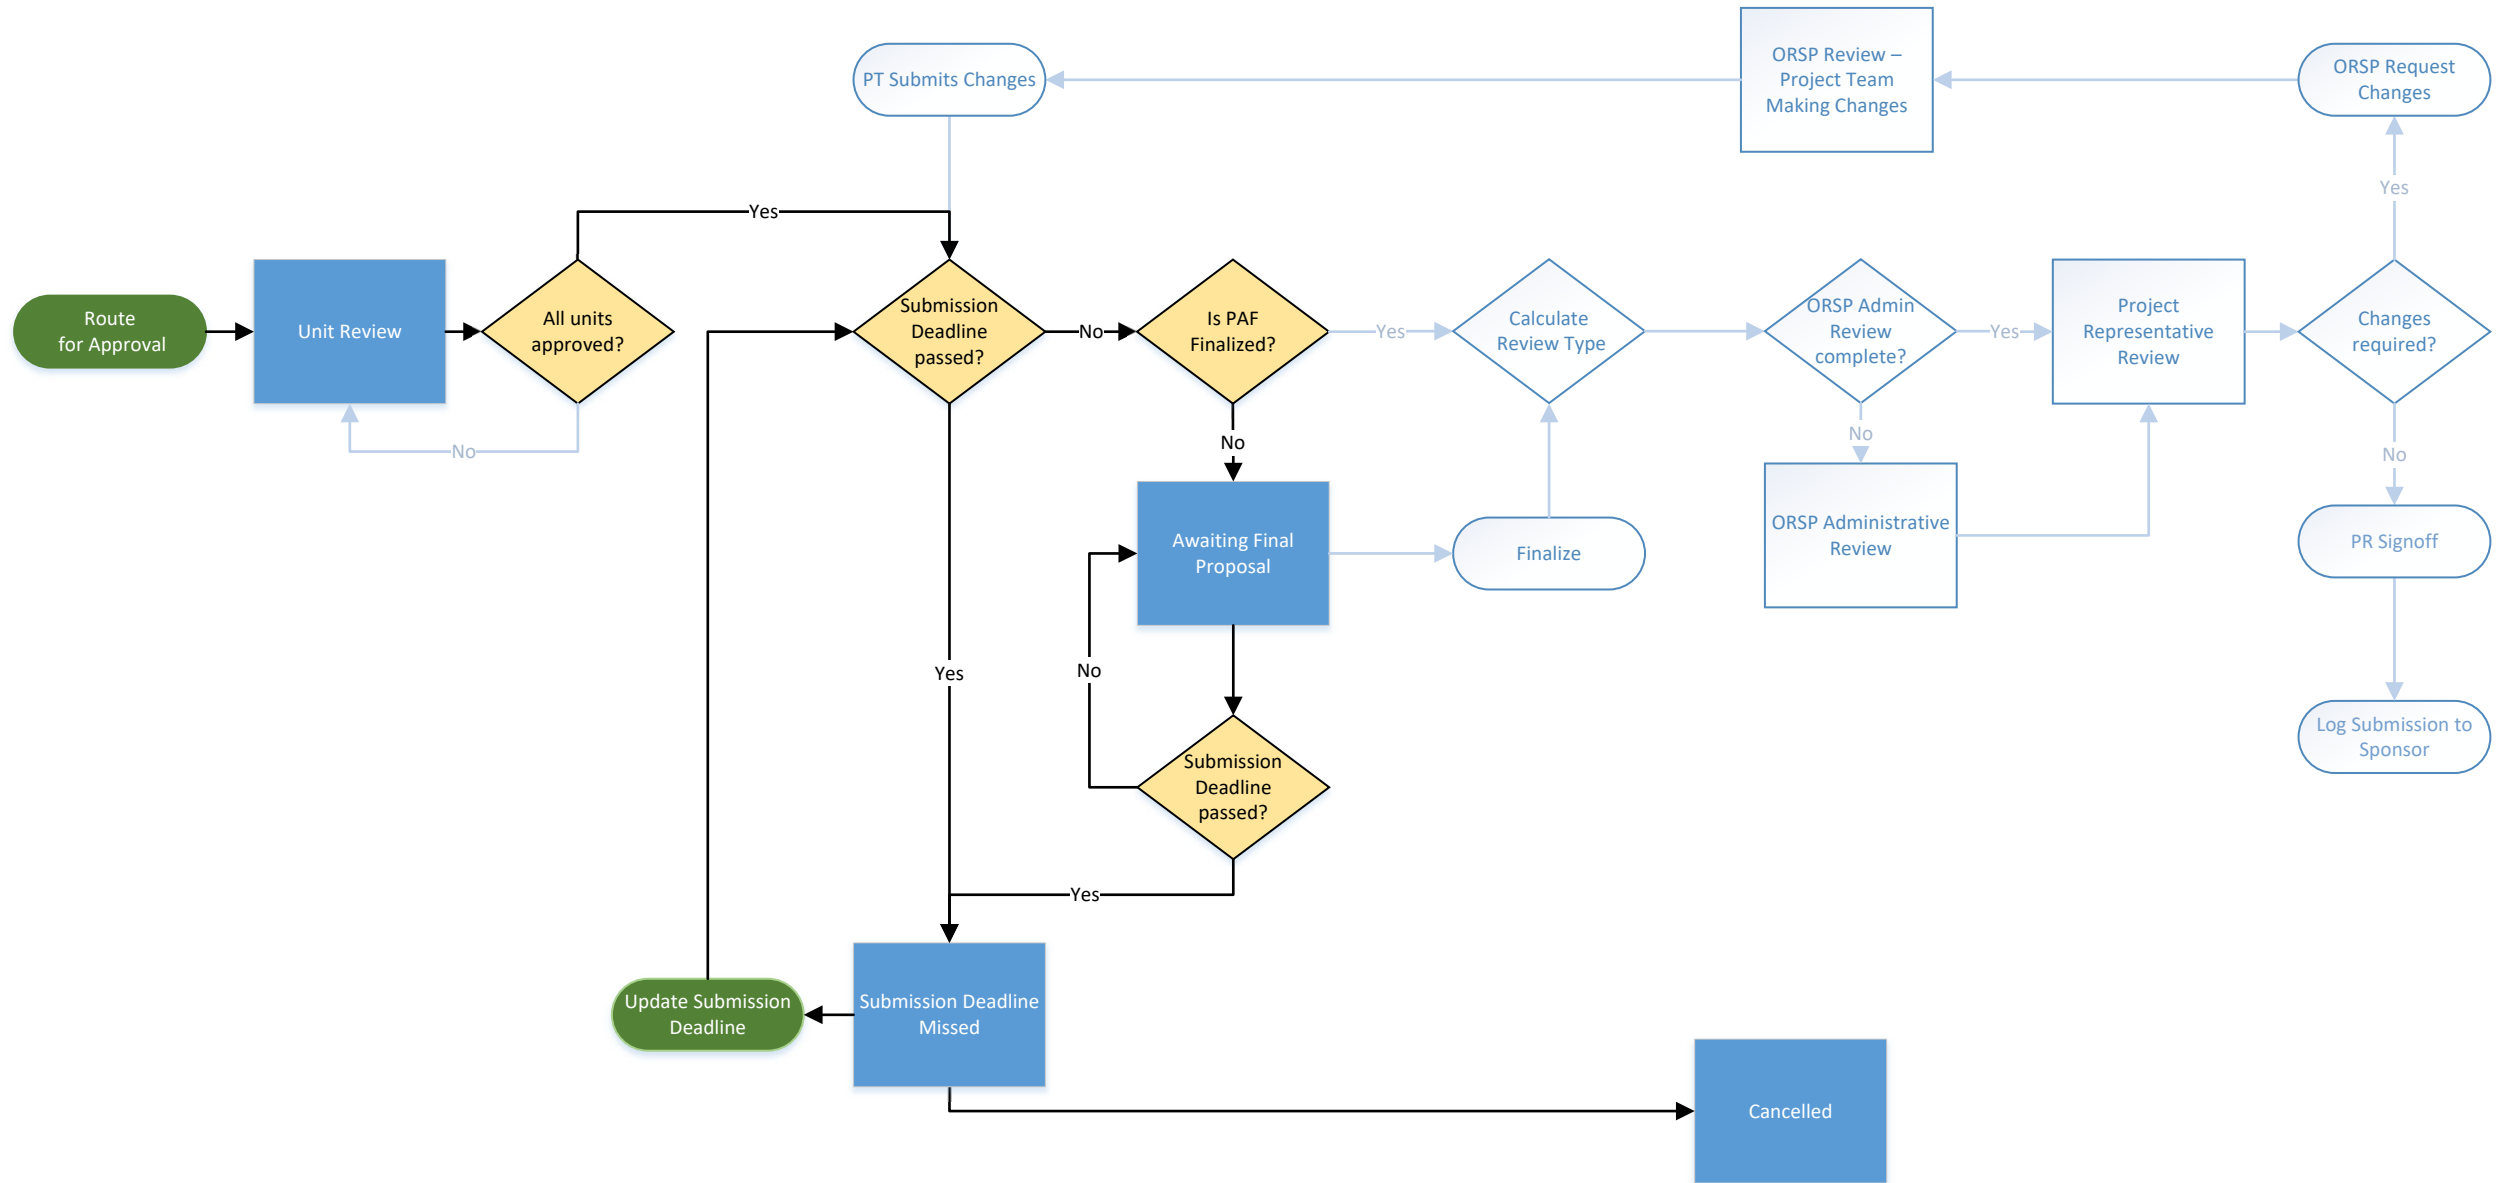 PT Submits Changes
ORSP Review –
Project Team
Making Changes
ORSP Request
Changes
Yes
Yes
Route
for Approval
Unit Review
All units
approved?
No
Submission
Deadline
passed?
No
Is PAF
Finalized?
Yes
Calculate
Review Type
ORSP Admin
Review
complete?
Yes
Project
Representative
Review
Changes
required?
No
No
No
Awaiting Final
Proposal
Finalize
ORSP Administrative
Review
PR Signoff
Yes
No
Submission
Deadline
passed?
Log Submission to
Sponsor
Yes
Update Submission
Deadline
Submission Deadline
Missed
Cancelled